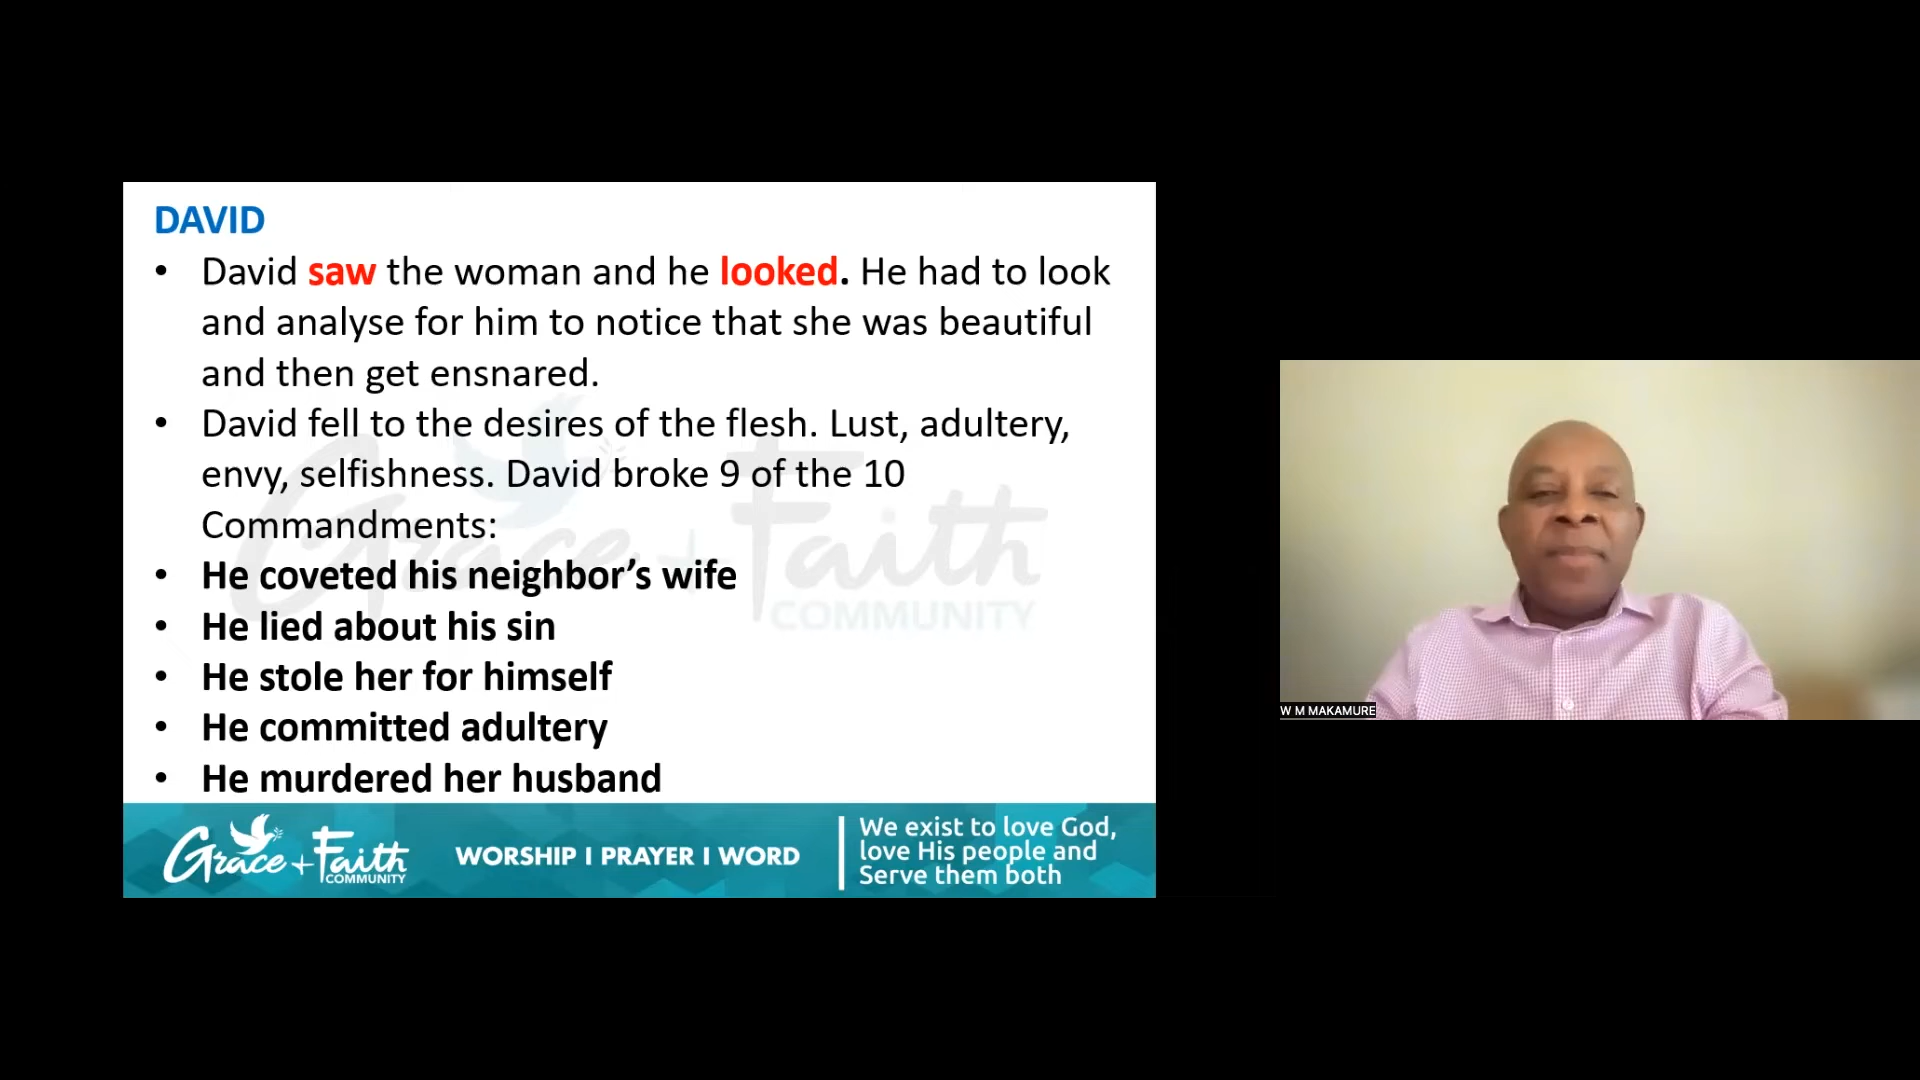 DAVID
• David saw the woman and he looked. He had to look
and analyse for him to notice that she was beautiful
and then get ensnared.
• David fell to the desires of the flesh. Lust, adultery,
envy, selfishness. David broke 9 of the 10
Commandments:
• He coveted his neighbor’s wife
• He lied about his sin
• He stole her for himself
• He committed adultery
• He murdered her husband
Grace + Faith
COMMUNITY
Grace + Faith
COMMUNITY
WORSHIP I PRAYER I WORD
We exist to love God,
love His people and
Serve them both
W M MAKAMURE